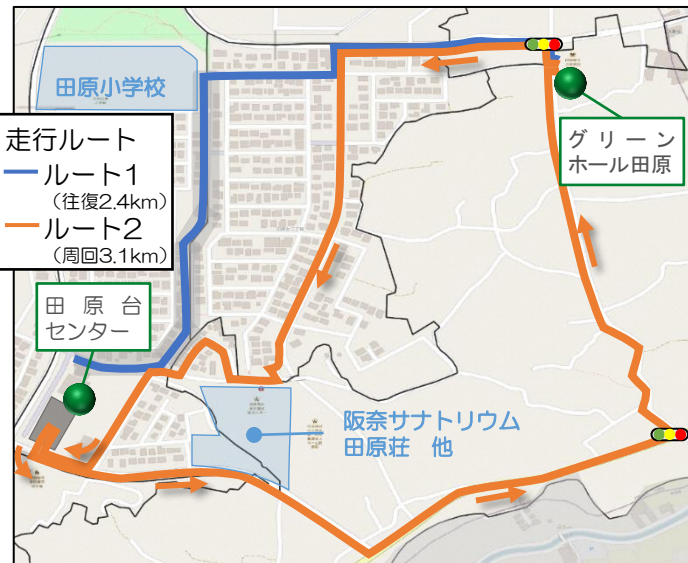 田原小学校
走行ルート
ルート1
(往復2.4km)
ルート2
(周回3.1km)
グリーン
ホール田原
田原台
センター
阪奈サナトリウム
田原荘 他